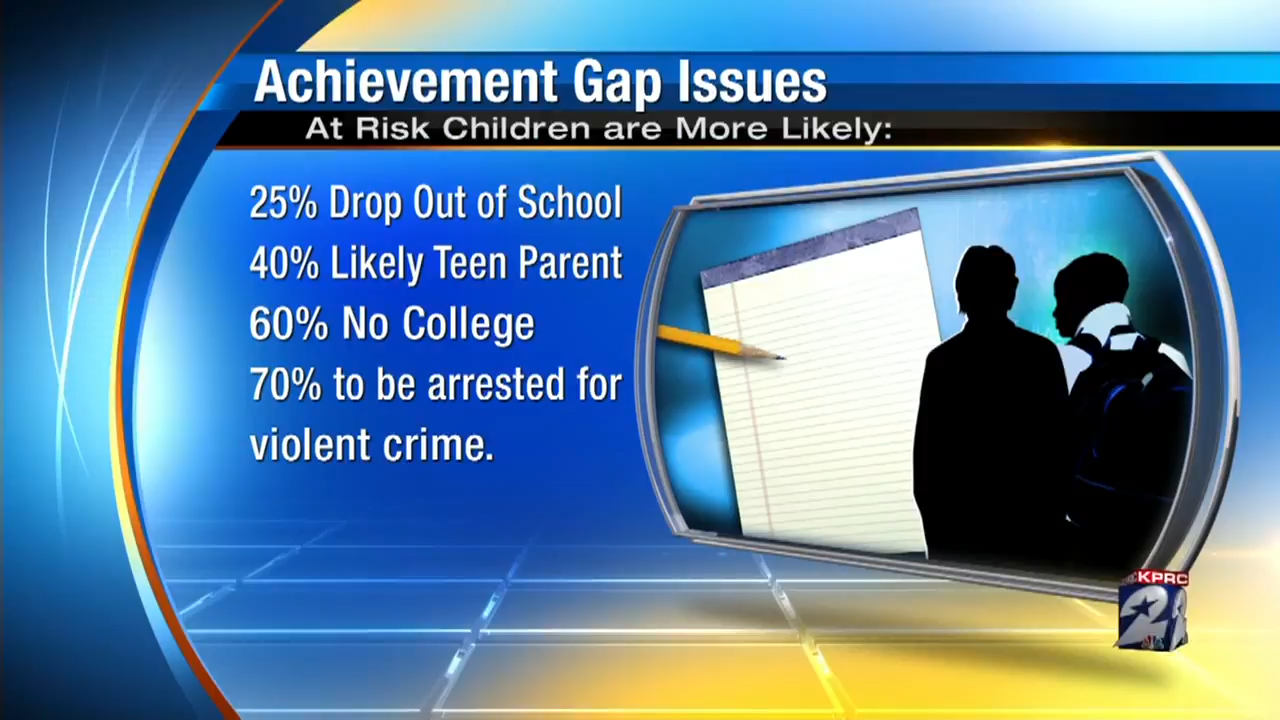 Achievement Gap Issues
At Risk Children are More Likely:
25% Drop Out of School
40% Likely Teen Parent
60% No College
70% to be arrested for
violent crime.
KPRC
2